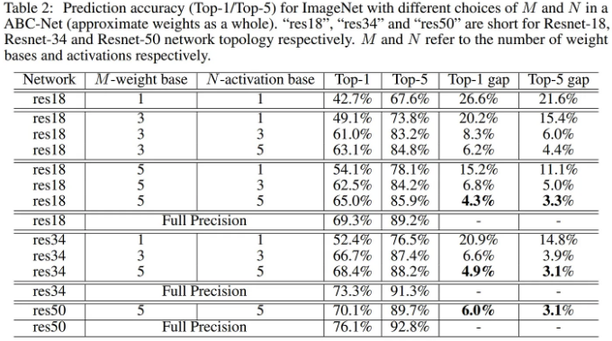 Table 2: Prediction accuracy (Top-1/Top-5) for ImageNet with different choices of M and N in a
ABC-Net (approximate weights as a whole). “res18”, “res34” and “res50” are short for Resnet-18,
Resnet-34 and Resnet-50 network topology respectively. M and N refer to the number of weight
bases and activations respectively.
Network M-weight base N-activation base Top-1 Top-5 Top-1 gap Top-5 gap
res18 1 1 42.7% 67.6% 26.6% 21.6%
res18 3 1 49.1% 73.8% 20.2% 15.4%
res18 3 3 61.0% 83.2% 8.3% 6.0%
res18 3 5 63.1% 84.8% 6.2% 4.4%
res18 5 1 54.1% 78.1% 15.2% 11.1%
res18 5 3 62.5% 84.2% 6.8% 5.0%
res18 5 5 65.0% 85.9% 4.3% 3.3%
res18 Full Precision 69.3% 89.2% - -
res34 1 1 52.4% 76.5% 20.9% 14.8%
res34 3 3 66.7% 87.4% 6.6% 3.9%
res34 5 5 68.4% 88.2% 4.9% 3.1%
res34 Full Precision 73.3% 91.3% - -
res50 5 5 70.1% 89.7% 6.0% 3.1%
res50 Full Precision 76.1% 92.8% - -